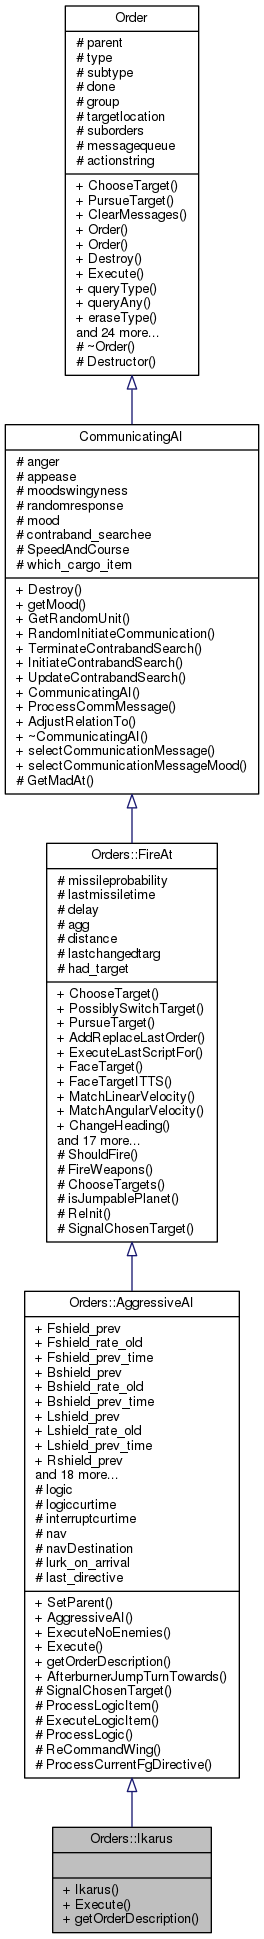 Order
# parent
# type
# subtype
# done
# group
# targetlocation
# suborders
# messagequeue
# actionstring
+ ChooseTarget()
+ PursueTarget()
+ ClearMessages()
+ Order()
+ Order()
+ Destroy()
+ Execute()
+ queryType()
+ queryAny()
+ eraseType()
and 24 more...
# ~Order()
# Destructor()
CommunicatingAI
# anger
# appease
# moodswingyness
# randomresponse
# mood
# contraband_searchee
# SpeedAndCourse
# which_cargo_item
+ Destroy()
+ getMood()
+ GetRandomUnit()
+ RandomInitiateCommunication()
+ TerminateContrabandSearch()
+ InitiateContrabandSearch()
+ UpdateContrabandSearch()
+ CommunicatingAI()
+ ProcessCommMessage()
+ AdjustRelationTo()
+ ~CommunicatingAI()
+ selectCommunicationMessage()
+ selectCommunicationMessageMood()
# GetMadAt()
Orders::FireAt
# missileprobability
# lastmissiletime
# delay
# agg
# distance
# lastchangedtarg
# had_target
+ ChooseTarget()
+ PossiblySwitchTarget()
+ PursueTarget()
+ AddReplaceLastOrder()
+ ExecuteLastScriptFor()
+ FaceTarget()
+ FaceTargetITTS()
+ MatchLinearVelocity()
+ MatchAngularVelocity()
+ ChangeHeading()
and 17 more...
# ShouldFire()
# FireWeapons()
# ChooseTargets()
# isJumpablePlanet()
# ReInit()
# SignalChosenTarget()
Orders::AggressiveAI
+ Fshield_prev
+ Fshield_rate_old
+ Fshield_prev_time
+ Bshield_prev
+ Bshield_rate_old
+ Bshield_prev_time
+ Lshield_prev
+ Lshield_rate_old
+ Lshield_prev_time
+ Rshield_prev
and 18 more...
# logic
# logiccurtime
# interruptcurtime
# nav
# navDestination
# lurk_on_arrival
# last_directive
+ SetParent()
+ AggressiveAI()
+ ExecuteNoEnemies()
+ Execute()
+ getOrderDescription()
+ AfterburnerJumpTurnTowards()
# SignalChosenTarget()
# ProcessLogicItem()
# ExecuteLogicItem()
# ProcessLogic()
# ReCommandWing()
# ProcessCurrentFgDirective()
Orders::Ikarus
+ Ikarus()
+ Execute()
+ getOrderDescription()